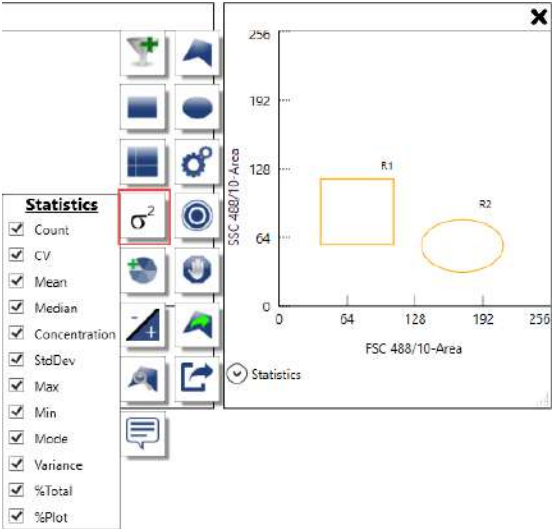 σ²
Statistics
Count
CV
Mean
Median
Concentration
StdDev
Max
Min
Mode
Variance
%Total
%Plot
256
192
128
64
0
SSC 488/10-Area
R1
R2
0 64 128 192 256
FSC 488/10-Area
Statistics